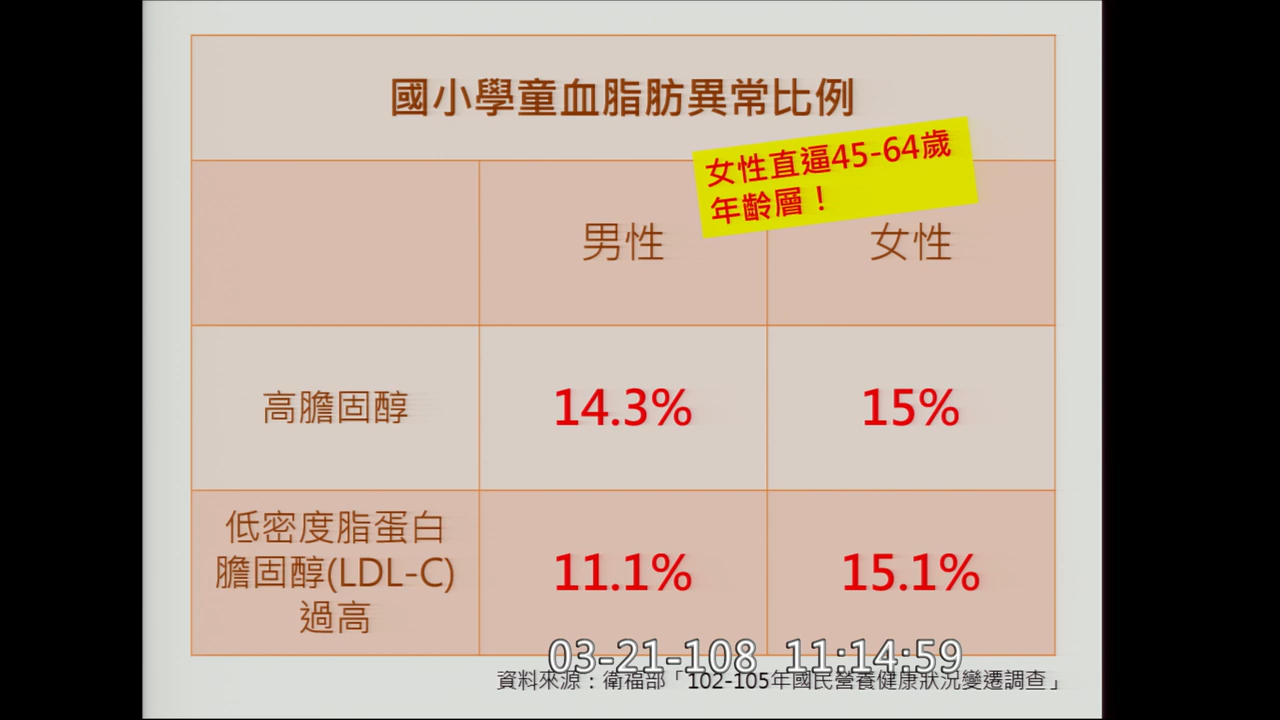 國小學童血脂肪異常比例
女性直逼45-64歲
年齡層！
男性
女性
高膽固醇
14.3%
15%
低密度脂蛋白
膽固醇(LDL-C)
過高
11.1%
15.1%
03-21-108 11:14:59
資料來源：衛福部「102-105年國民營養健康狀況變遷調查」